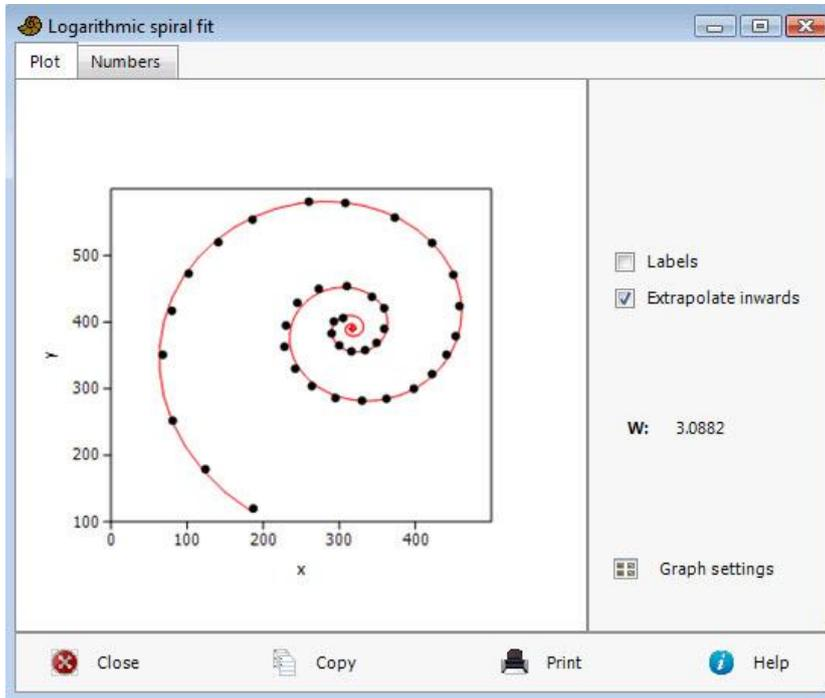 Logarithmic spiral fit
Plot Numbers
500
400
300
200
100
0 100 200 300 400
y
x
Labels
Extrapolate inwards
W: 3.0882
Graph settings
Close Copy Print Help